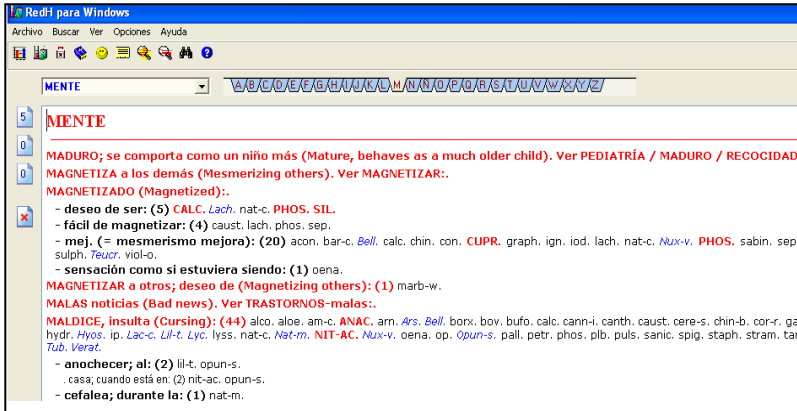 RedH para Windows
Archivo Buscar Ver Opciones Ayuda
MENTE A B C D E F G H I J K L M N Ñ O P Q R S T U V W X Y Z
5
0
0
MENTE
MADURO; se comporta como un niño más (Mature, behaves as a much older child). Ver PEDIATRÍA / MADURO / RECOCIDAD
MAGNETIZA a los demás (Mesmerizing others). Ver MAGNETIZAR:.
MAGNETIZADO (Magnetized):.
- deseo de ser: (5) CALC. Lach. nat-c. PHOS. SIL.
- fácil de magnetizar: (4) caust. lach. phos. sep.
- mej. (= mesmerismo mejora): (20) acon. bar-c. Bell. calc. chin. con. CUPR. graph. ign. iod. lach. nat-c. Nux-v. PHOS. sabin. sep
sulph. Teucr. viol-o.
- sensación como si estuviera siendo: (1) oena.
MAGNETIZAR a otros; deseo de (Magnetizing others): (1) marb-w.
MALAS noticias (Bad news). Ver TRASTORNOS-malas:.
MALDICE, insulta (Cursing): (44) alco. aloe. am-c. ANAC. arn. Ars. Bell. borx. bov. bufo. calc. cann-i. canth. caust. cere-s. chin-b. cor-r. ga
hydr. Hyos. ip. Lac-c. Lil-t. Lyc. lyss. nat-c. Nat-m. NIT-AC. Nux-v. oena. op. Opun-s. pall. petr. phos. plb. puls. sanic. spig. staph. stram. tar
Tub. Verat.
- anochecer; al: (2) lil-t. opun-s.
. casa; cuando está en: (2) nit-ac. opun-s.
- cefalea; durante la: (1) nat-m.